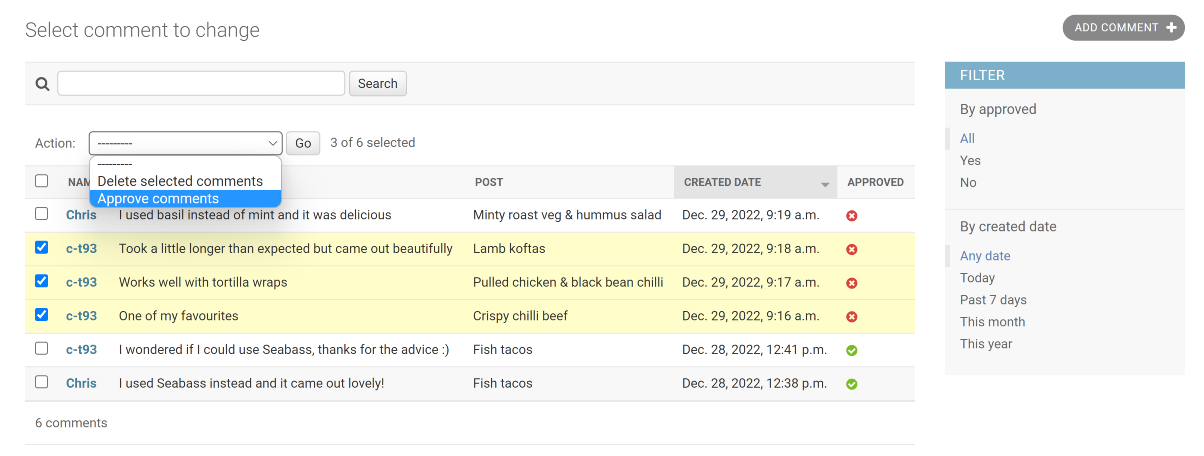 Select comment to change
ADD COMMENT +
Search
FILTER
By approved
All
Yes
No
By created date
Any date
Today
Past 7 days
This month
This year
Action:
---------
Go
3 of 6 selected
---------
Delete selected comments
Approve comments
POST
CREATED DATE
APPROVED
Chris I used basil instead of mint and it was delicious Minty roast veg & hummus salad Dec. 29, 2022, 9:19 a.m.
c-t93 Took a little longer than expected but came out beautifully Lamb koftas Dec. 29, 2022, 9:18 a.m.
c-t93 Works well with tortilla wraps Pulled chicken & black bean chilli Dec. 29, 2022, 9:17 a.m.
c-t93 One of my favourites Crispy chilli beef Dec. 29, 2022, 9:16 a.m.
c-t93 I wondered if I could use Seabass, thanks for the advice :) Fish tacos Dec. 28, 2022, 12:41 p.m.
Chris I used Seabass instead and it came out lovely! Fish tacos Dec. 28, 2022, 12:38 p.m.
6 comments